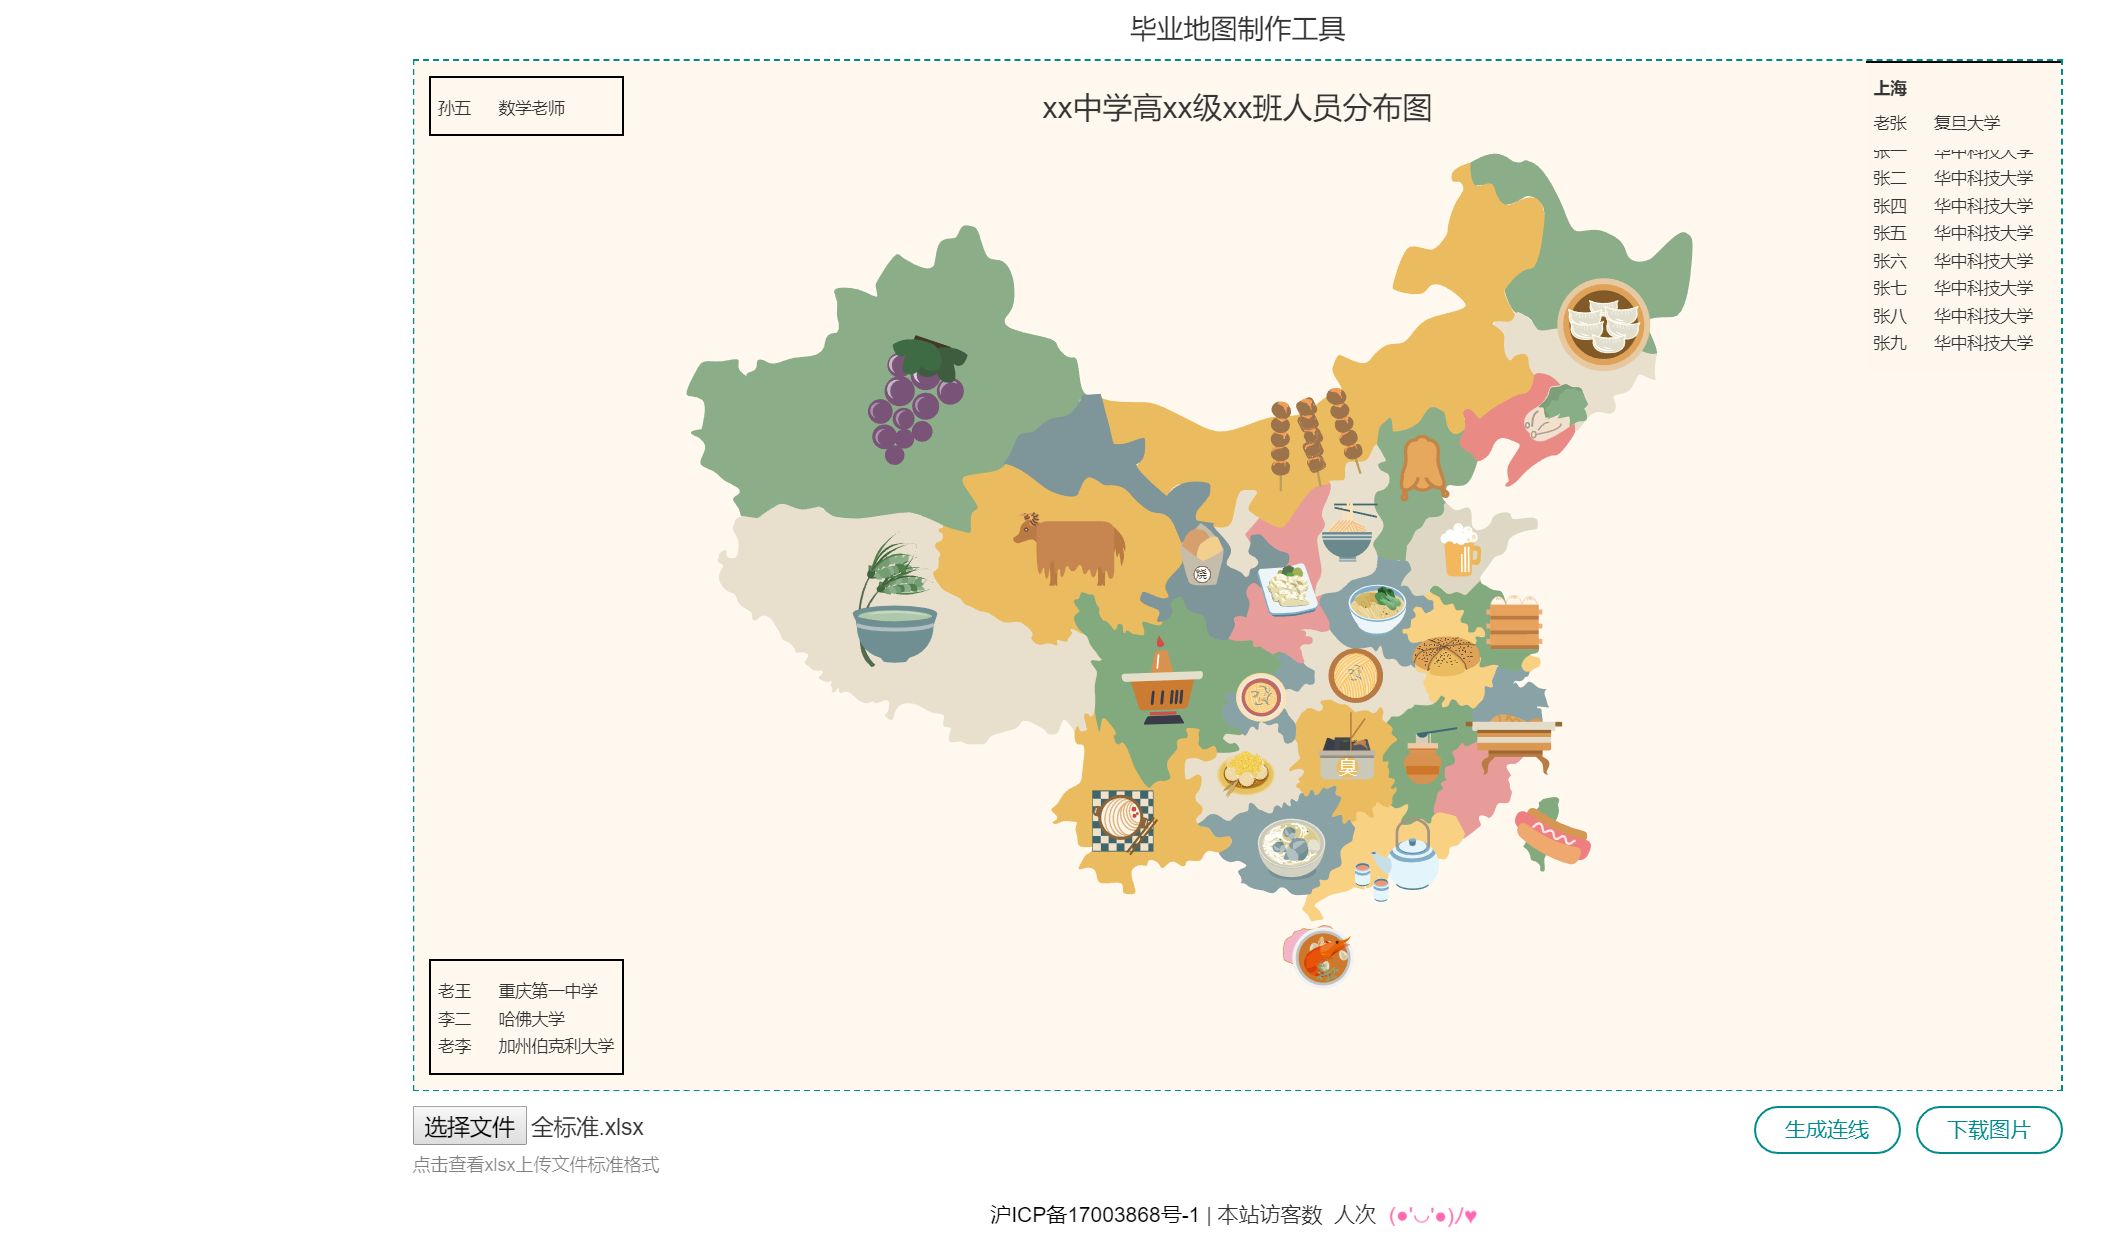 毕业地图制作工具
孙五 数学老师
xx中学高xx级xx班人员分布图
上海
老张 复旦大学
张一 华中科技大学
张二 华中科技大学
张四 华中科技大学
张五 华中科技大学
张六 华中科技大学
张七 华中科技大学
张八 华中科技大学
张九 华中科技大学
烧
臭
老王 重庆第一中学
李二 哈佛大学
老李 加州伯克利大学
选择文件 全标准.xlsx
生成连线 下载图片
点击查看xlsx上传文件标准格式
沪ICP备17003868号-1 | 本站访客数 人次 (●'◡'●)/♥